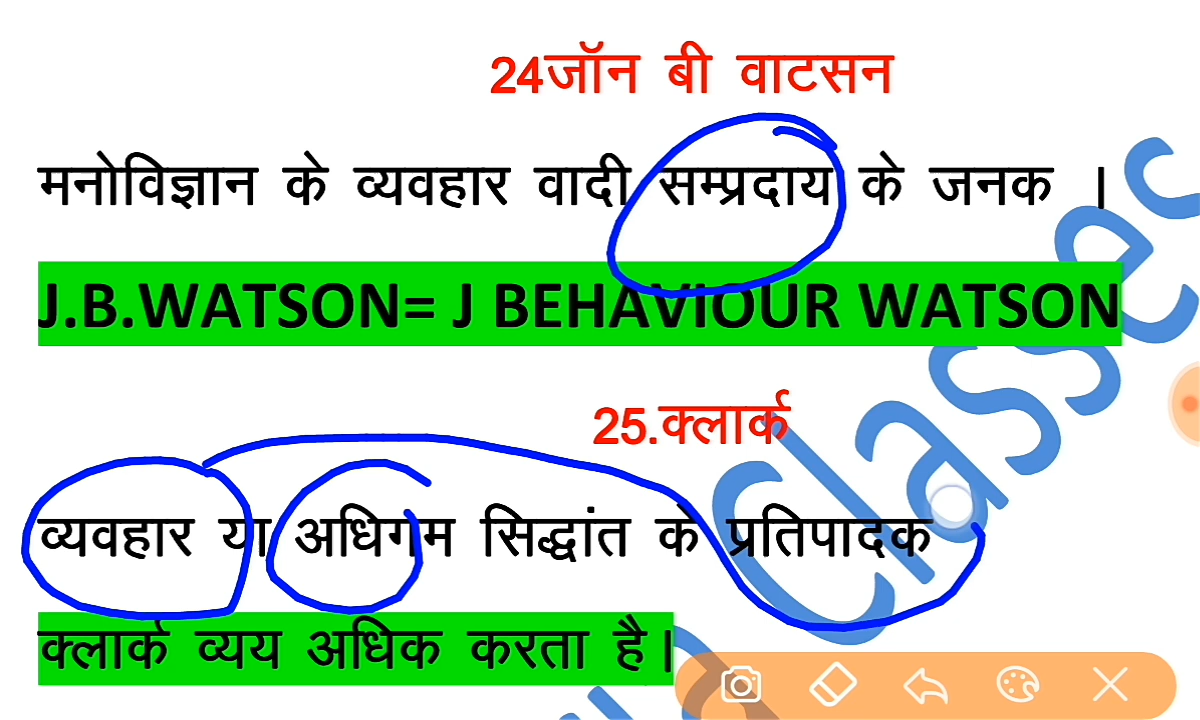 24जॉन बी वाटसन
मनोविज्ञान के व्यवहार वादी सम्प्रदाय के जनक ।
J.B.WATSON= J BEHAVIOUR WATSON
25.क्लार्क
व्यवहार या अधिगम सिद्धांत के प्रतिपादक
क्लार्क व्यय अधिक करता है।
Classes